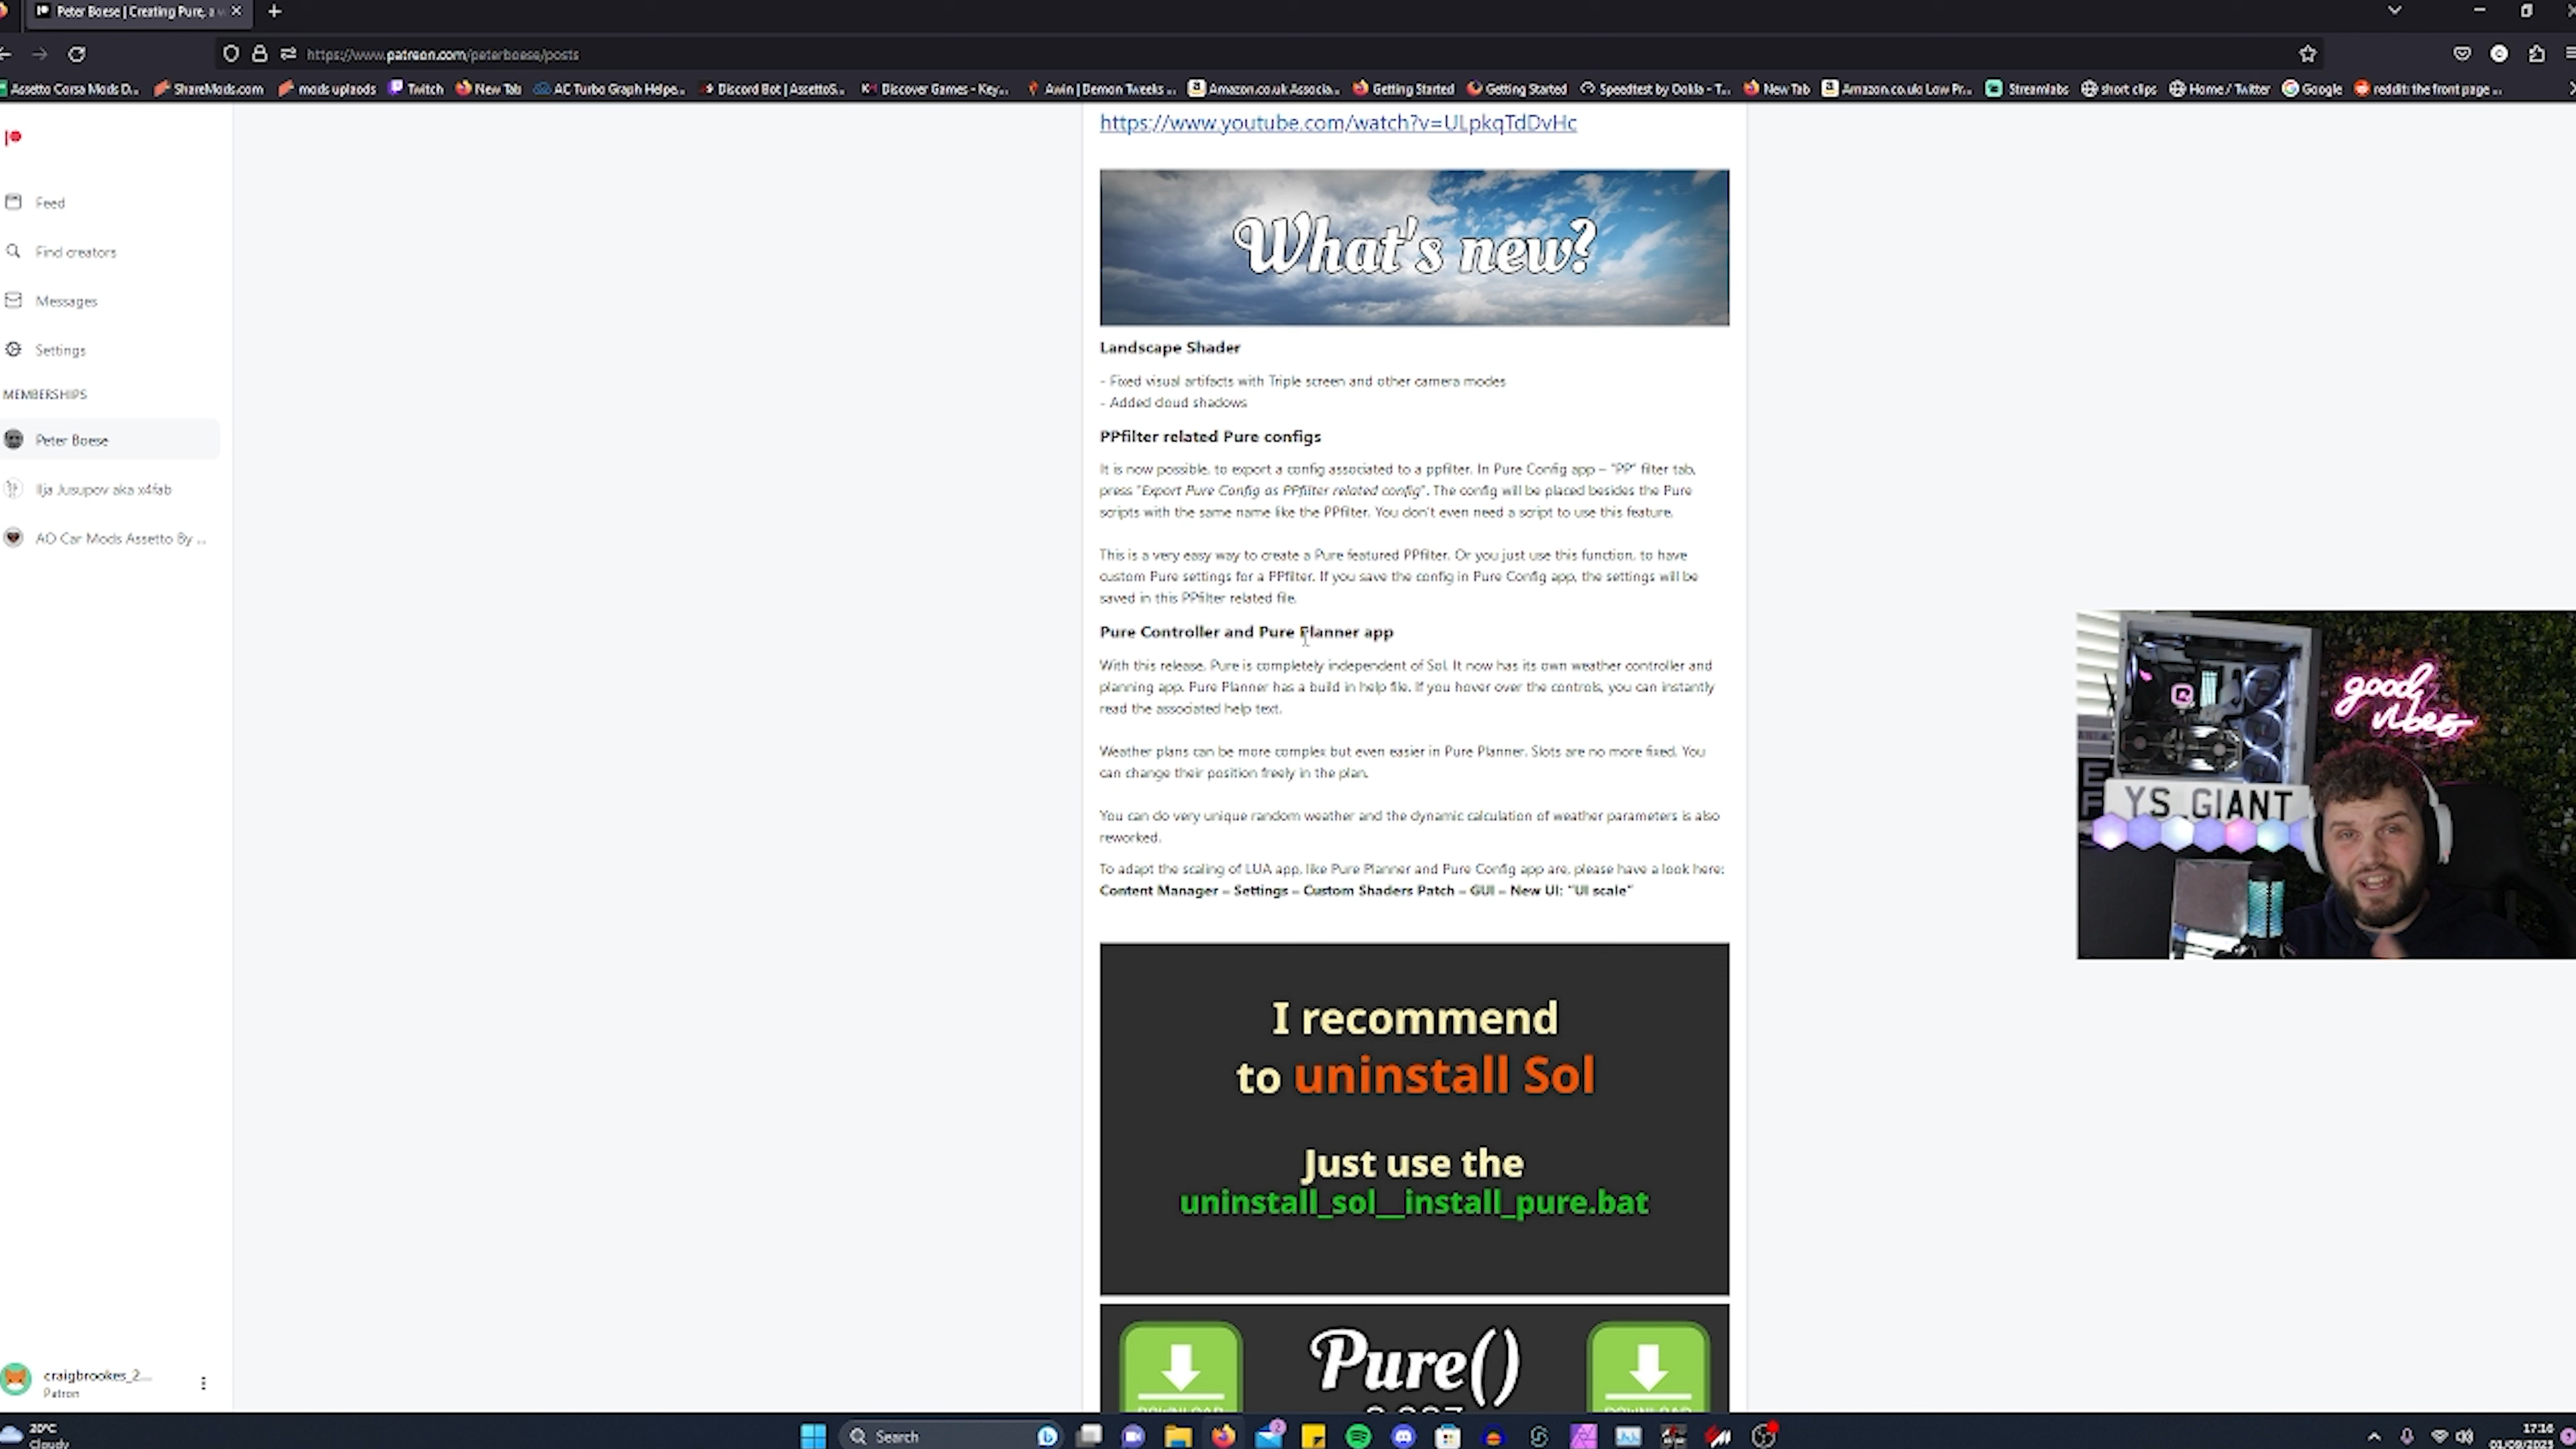 Peter Boese | Creating Pure, a w
https://www.patreon.com/peterboese/posts
Assetto Corsa Mods D...
ShareMods.com
mods uploads
Twitch
New Tab
AC Turbo Graph Helpe...
Discord Bot | AssettoS...
Discover Games - Key...
Awin | Demon Tweeks ...
Amazon.co.uk Associa...
Getting Started
Getting Started
Speedtest by Ookla - T...
New Tab
Amazon.co.uk Low Pr...
Streamlabs
short clips
Home / Twitter
Google
reddit: the front page ...
Feed
Find creators
Messages
Settings
MEMBERSHIPS
Peter Boese
Ilja Jusupov aka x4fab
AO Car Mods Assetto By ...
craigbrookes_2...
Patron
https://www.youtube.com/watch?v=ULpkqTdDvHc
What's new?
Landscape Shader
- Fixed visual artifacts with Triple screen and other camera modes
- Added cloud shadows
PPfilter related Pure configs
It is now possible, to export a config associated to a ppfilter. In Pure Config app – "PP" filter tab,
press "Export Pure Config as PPfilter related config". The config will be placed besides the Pure
scripts with the same name like the PPfilter. You don't even need a script to use this feature.
This is a very easy way to create a Pure featured PPfilter. Or you just use this function, to have
custom Pure settings for a PPfilter. If you save the config in Pure Config app, the settings will be
saved in this PPfilter related file.
Pure Controller and Pure Planner app
With this release, Pure is completely independent of Sol. It now has its own weather controller and
planning app. Pure Planner has a build in help file. If you hover over the controls, you can instantly
read the associated help text.
Weather plans can be more complex but even easier in Pure Planner. Slots are no more fixed. You
can change their position freely in the plan.
You can do very unique random weather and the dynamic calculation of weather parameters is also
reworked.
To adapt the scaling of LUA app, like Pure Planner and Pure Config app are, please have a look here:
Content Manager – Settings – Custom Shaders Patch – GUI – New UI: "UI scale"
I recommend
to uninstall Sol
Just use the
uninstall_sol__install_pure.bat
Pure()
good
vibes
YS GIANT
20°C
Cloudy
Search
17:16
01/09/2023